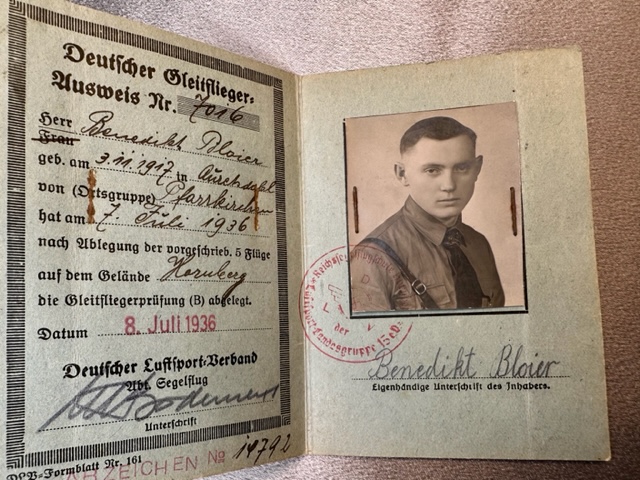 Deutscher Gleitflieger-
Ausweis Nr. 7016
Herr Benedikt Bloier
Frau
geb. am 3.11.1917 in
von (Ortsgruppe) Pfarrkirchen
hat am 7. Juli 1936
nach Ablegung der vorgeschrieb. 5 Flüge
auf dem Gelände Hornberg
die Gleitfliegerprüfung (B) abgelegt.
Datum 8. Juli 1936
Deutscher Luftsport-Verband
Abt. Segelflug
Unterschrift
DLV-Formblatt Nr. 161
ABZEICHEN No 14792
der
Benedikt Bloier
Eigenhändige Unterschrift des Inhabers.